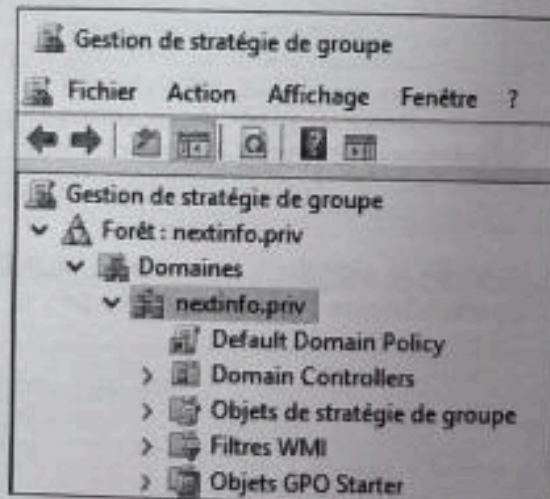 Gestion de stratégie de groupe
Fichier Action Affichage Fenêtre ?
Gestion de stratégie de groupe
Forêt : nextinfo.priv
Domaines
nextinfo.priv
Default Domain Policy
Domain Controllers
Objets de stratégie de groupe
Filtres WMI
Objets GPO Starter